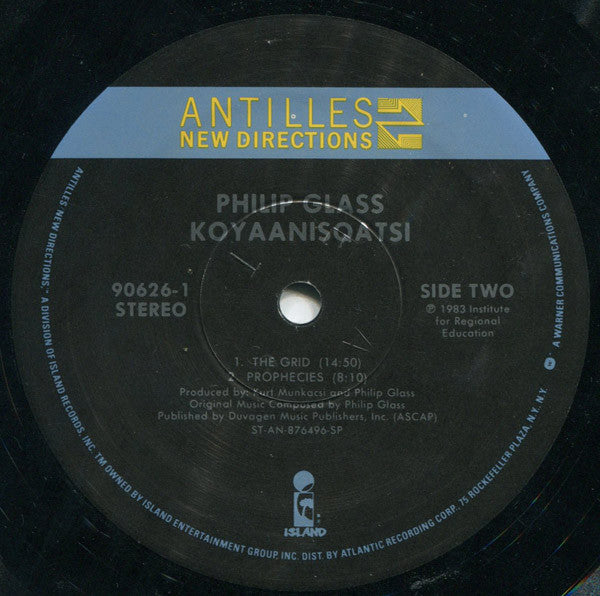 ANTILLES
NEW DIRECTIONS
PHILIP GLASS
KOYAANISQATSI
90626-1
STEREO
SIDE TWO
℗ 1983 Institute
for Regional
Education
1. THE GRID (14:50)
2. PROPHECIES (8:10)
Produced by: Kurt Munkacsi and Philip Glass
Original Music Composed by Philip Glass
Published by Duvagen Music Publishers, Inc. (ASCAP)
ST-AN-876496-SP
ISLAND
ANTILLES NEW DIRECTIONS,™ A DIVISION OF ISLAND RECORDS, INC. TM OWNED BY ISLAND ENTERTAINMENT GROUP, INC. DIST. BY ATLANTIC RECORDING CORP. 75 ROCKEFELLER PLAZA, N.Y. N.Y. • A WARNER COMMUNICATIONS COMPANY